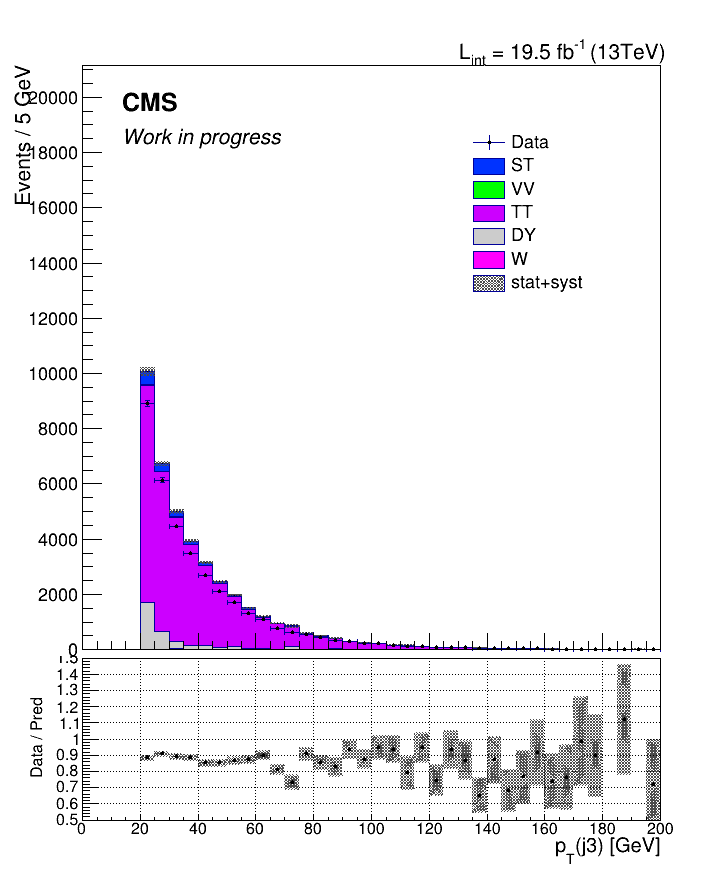 L_int = 19.5 fb^-1 (13TeV)
Events / 5 GeV
CMS
Work in progress
Data
ST
VV
TT
DY
W
stat+syst
20000
18000
16000
14000
12000
10000
8000
6000
4000
2000
0
Data / Pred
1.5
1.4
1.3
1.2
1.1
1
0.9
0.8
0.7
0.6
0.5
0 20 40 60 80 100 120 140 160 180 200
p_T(j3) [GeV]